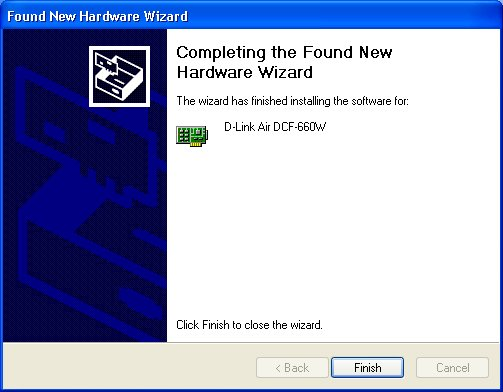 Found New Hardware Wizard
Completing the Found New
Hardware Wizard
The wizard has finished installing the software for:
D-Link Air DCF-660W
Click Finish to close the wizard.
< Back
Finish
Cancel